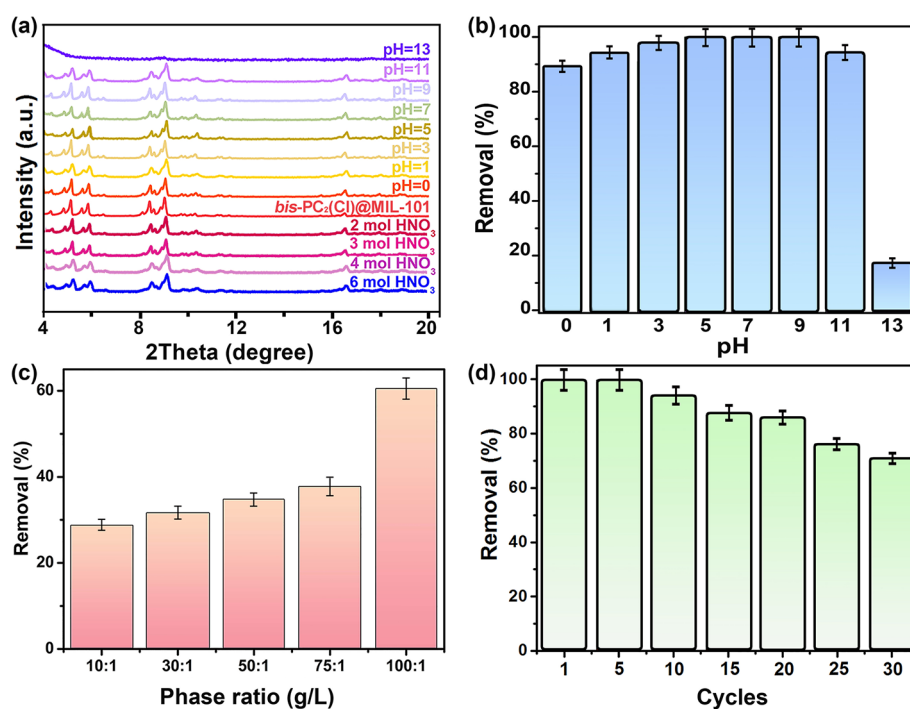 (a)
Intensity (a.u.)
pH=13
pH=11
pH=9
pH=7
pH=5
pH=3
pH=1
pH=0
bis-PC₂(Cl)@MIL-101
2 mol HNO₃
3 mol HNO₃
4 mol HNO₃
6 mol HNO₃
4 8 12 16 20
2Theta (degree)
(b)
Removal (%)
100
80
60
40
20
0
0 1 3 5 7 9 11 13
pH
(c)
Removal (%)
60
40
20
0
10:1 30:1 50:1 75:1 100:1
Phase ratio (g/L)
(d)
Removal (%)
100
80
60
40
20
0
1 5 10 15 20 25 30
Cycles